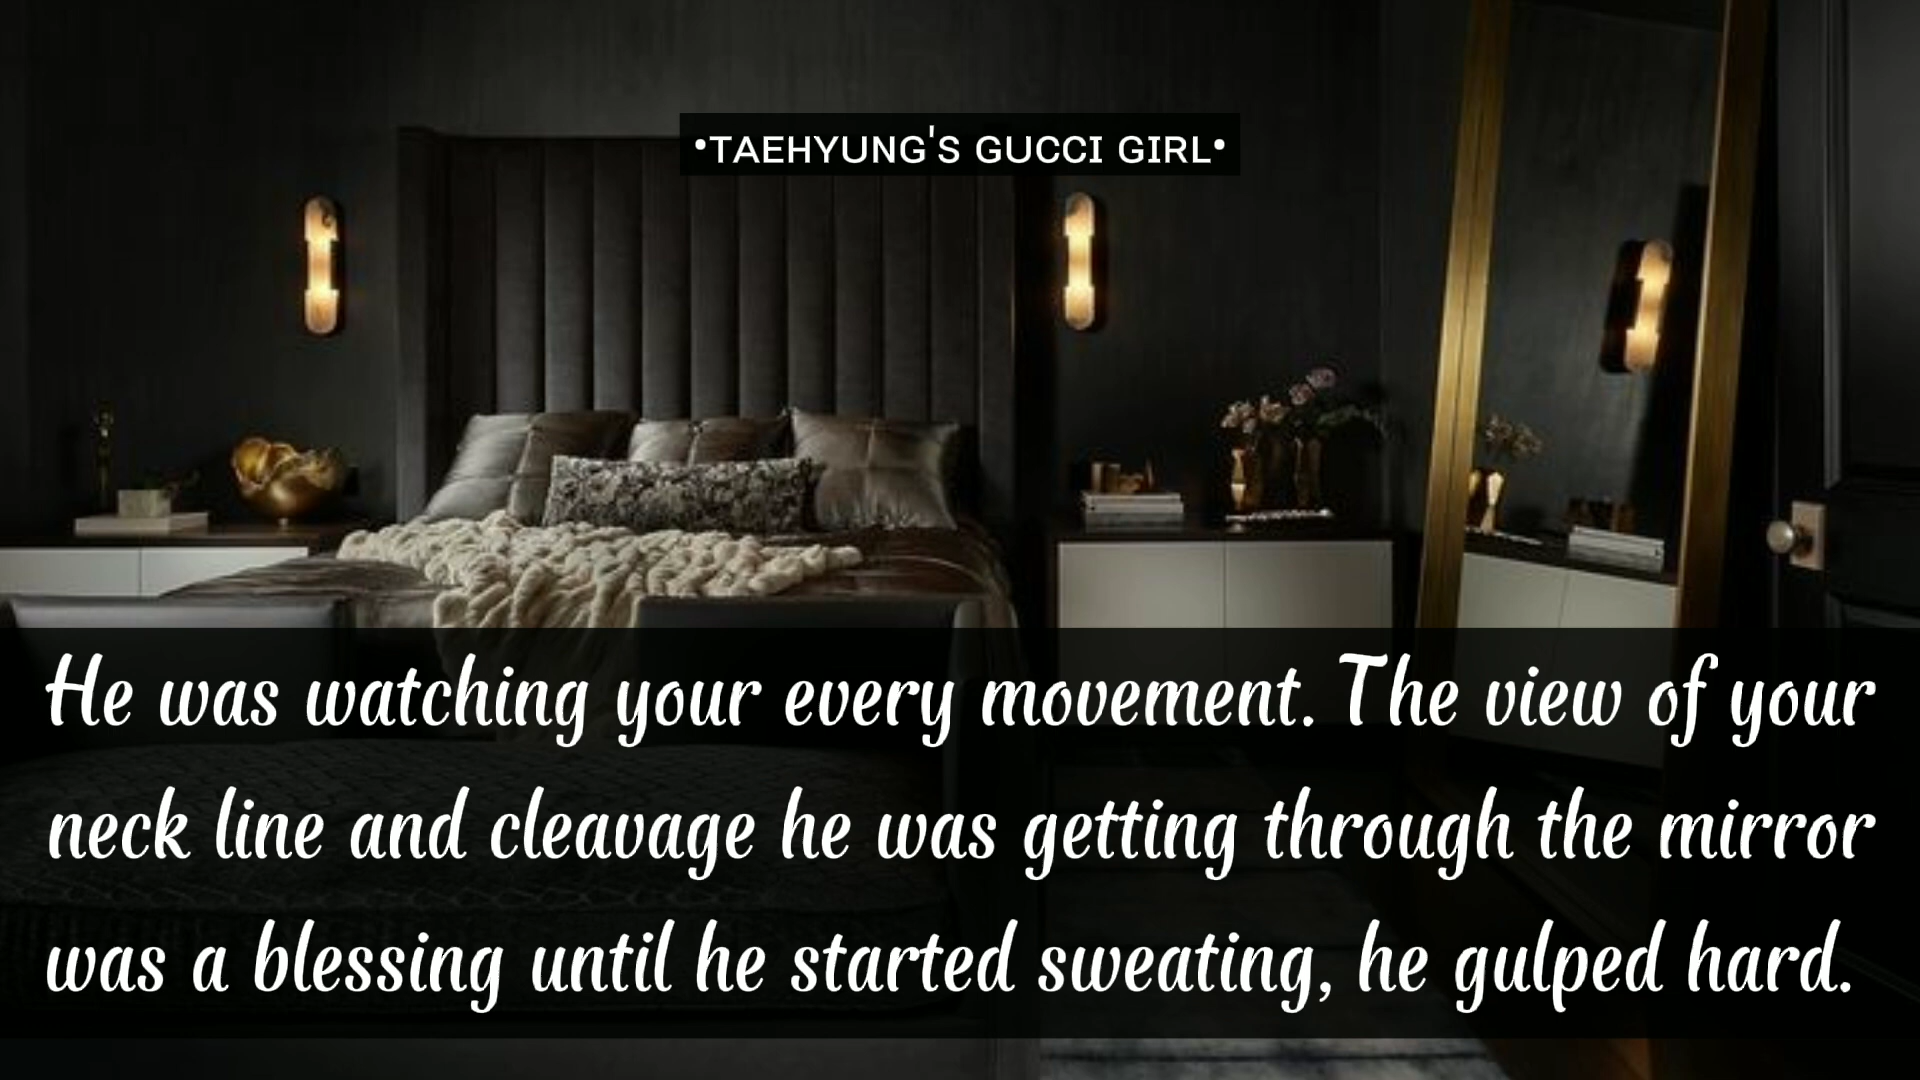 •TAEHYUNG'S GUCCI GIRL•
He was watching your every movement. The view of your
neck line and cleavage he was getting through the mirror
was a blessing until he started sweating, he gulped hard.